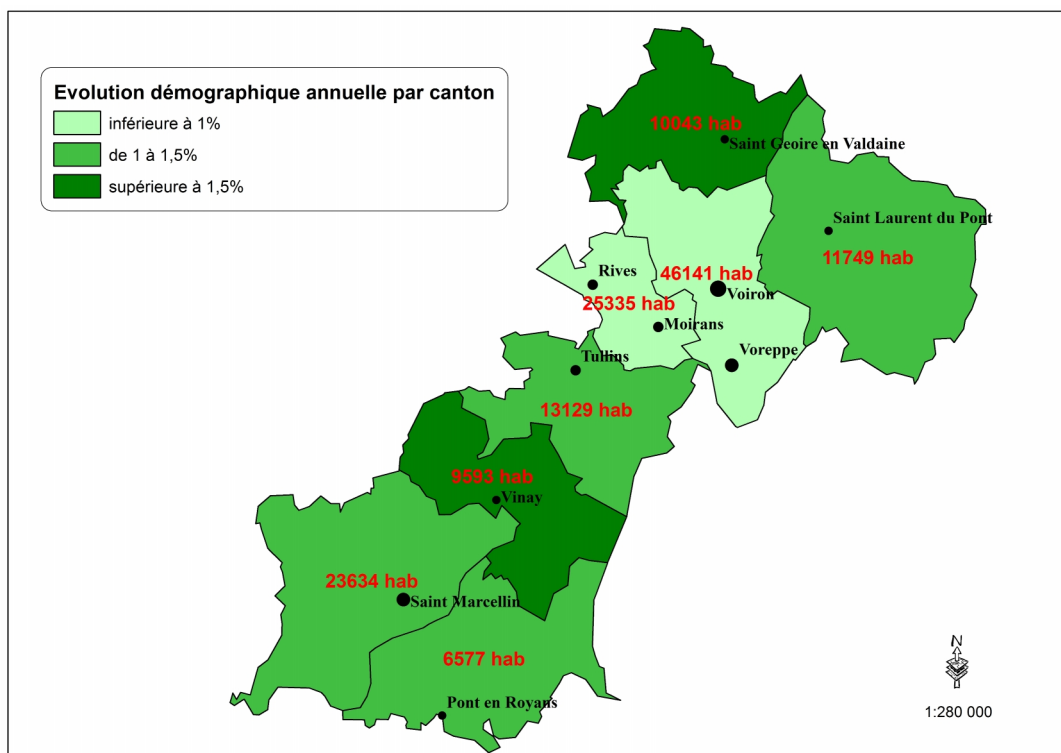 Evolution démographique annuelle par canton
inférieure à 1%
de 1 à 1,5%
supérieure à 1,5%
10043 hab
Saint Geoire en Valdaine
Saint Laurent du Pont
11749 hab
Rives
46141 hab
Voiron
25335 hab
Moirans
Voreppe
Tullins
13129 hab
9593 hab
Vinay
23634 hab
Saint Marcellin
6577 hab
Pont en Royans
N
1:280 000